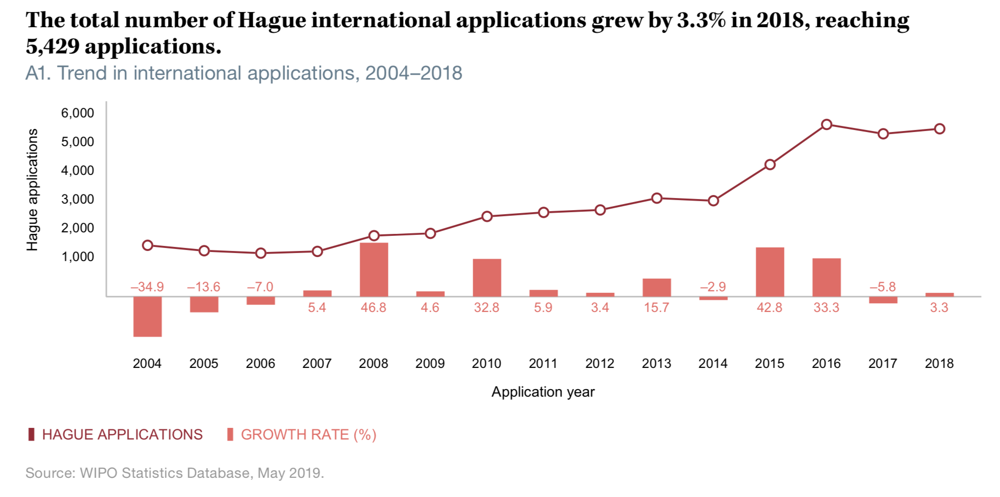 The total number of Hague international applications grew by 3.3% in 2018, reaching
5,429 applications.
A1. Trend in international applications, 2004–2018
Hague applications
6,000
5,000
4,000
3,000
2,000
1,000
–34.9 –13.6 –7.0 5.4 46.8 4.6 32.8 5.9 3.4 15.7 –2.9 42.8 33.3 –5.8 3.3
2004 2005 2006 2007 2008 2009 2010 2011 2012 2013 2014 2015 2016 2017 2018
Application year
HAGUE APPLICATIONS GROWTH RATE (%)
Source: WIPO Statistics Database, May 2019.